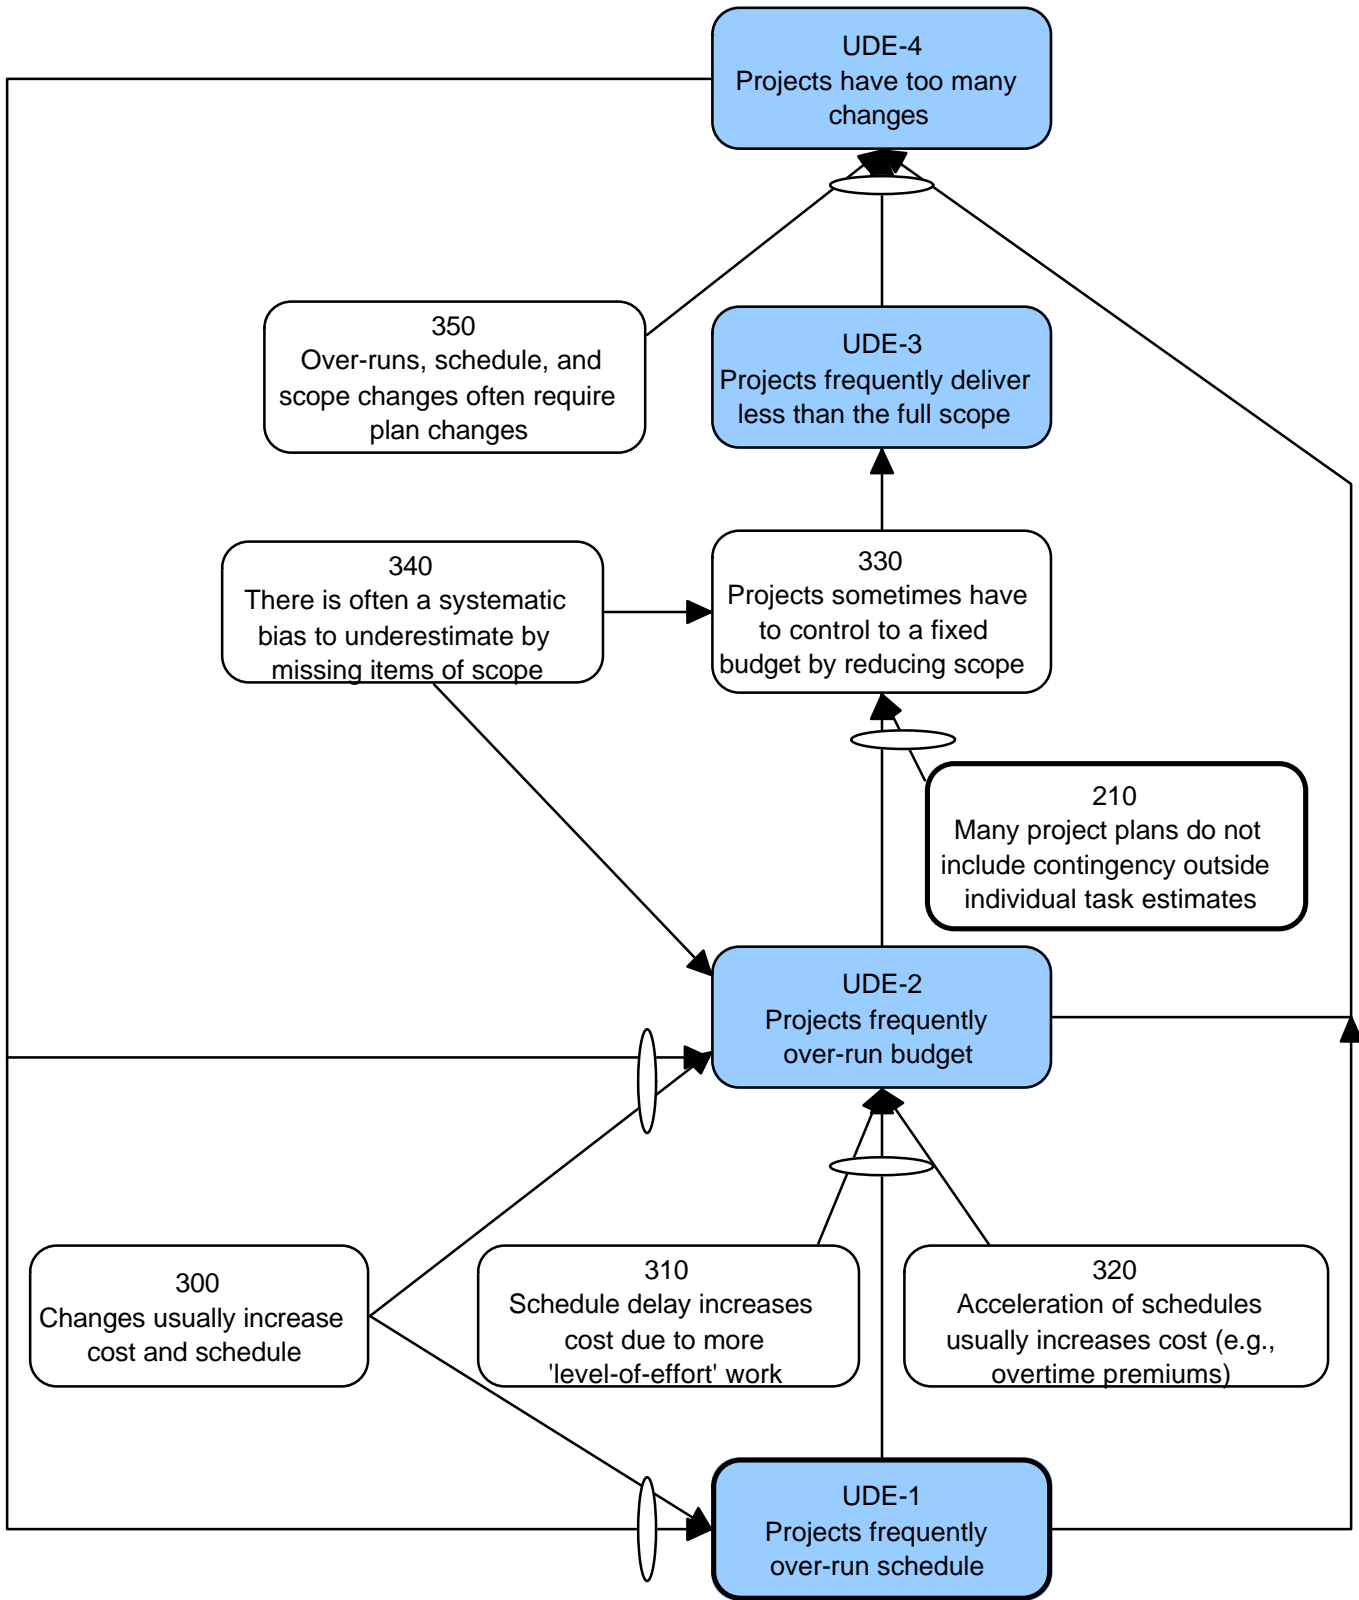 UDE-4
Projects have too many
changes
350
Over-runs, schedule, and
scope changes often require
plan changes
UDE-3
Projects frequently deliver
less than the full scope
340
There is often a systematic
bias to underestimate by
missing items of scope
330
Projects sometimes have
to control to a fixed
budget by reducing scope
210
Many project plans do not
include contingency outside
individual task estimates
UDE-2
Projects frequently
over-run budget
300
Changes usually increase
cost and schedule
310
Schedule delay increases
cost due to more
'level-of-effort' work
320
Acceleration of schedules
usually increases cost (e.g.,
overtime premiums)
UDE-1
Projects frequently
over-run schedule